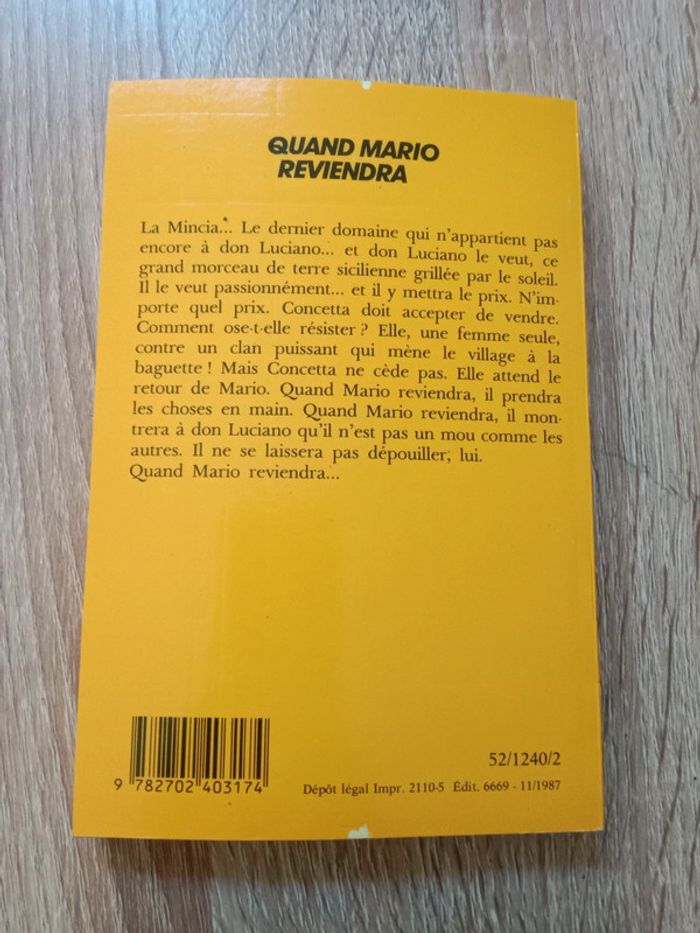 QUAND MARIO
REVIENDRA
La Mincia... Le dernier domaine qui n'appartient pas
encore à don Luciano... et don Luciano le veut, ce
grand morceau de terre sicilienne grillée par le soleil.
Il le veut passionnément... et il y mettra le prix. N'im-
porte quel prix. Concetta doit accepter de vendre.
Comment ose-t-elle résister ? Elle, une femme seule,
contre un clan puissant qui mène le village à la
baguette ! Mais Concetta ne cède pas. Elle attend le
retour de Mario. Quand Mario reviendra, il prendra
les choses en main. Quand Mario reviendra, il mon-
trera à don Luciano qu'il n'est pas un mou comme les
autres. Il ne se laissera pas dépouiller, lui.
Quand Mario reviendra...
52/1240/2
9 782702 403174
Dépôt légal Impr. 2110-5 Édit. 6669 - 11/1987